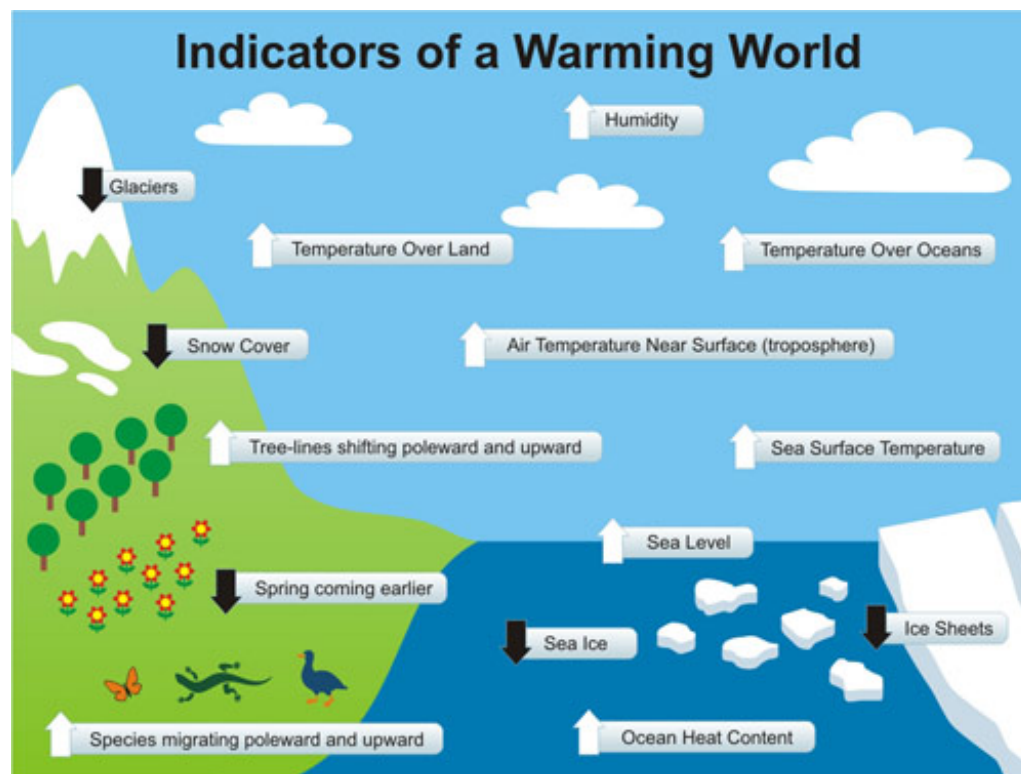 Indicators of a Warming World
Humidity
Glaciers
Temperature Over Land
Temperature Over Oceans
Snow Cover
Air Temperature Near Surface (troposphere)
Tree-lines shifting poleward and upward
Sea Surface Temperature
Sea Level
Spring coming earlier
Ice Sheets
Sea Ice
Species migrating poleward and upward
Ocean Heat Content